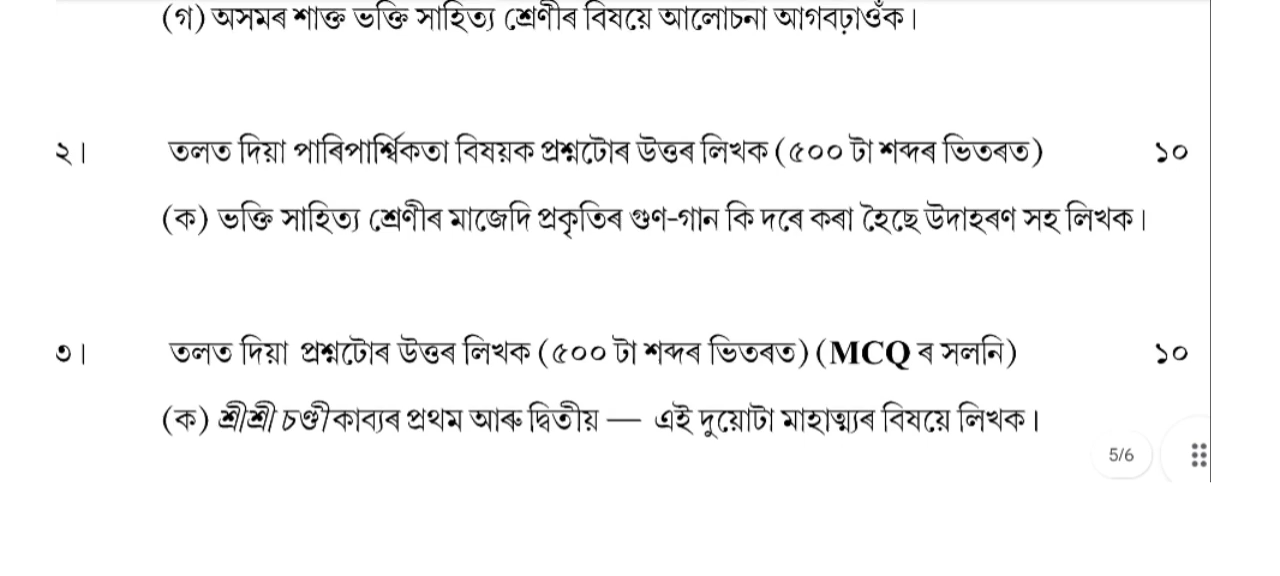 (গ) অসমৰ শাক্ত ভক্তি সাহিত্য শ্ৰেণীৰ বিষয়ে আলোচনা আগবঢ়াওঁক।
২। তলত দিয়া পাৰিপাৰ্শ্বিকতা বিষয়ক প্ৰশ্নটোৰ উত্তৰ লিখক (৫০০ টা শব্দৰ ভিতৰত) ১০
(ক) ভক্তি সাহিত্য শ্ৰেণীৰ মাজেদি প্ৰকৃতিৰ গুণ-গান কি দৰে কৰা হৈছে উদাহৰণ সহ লিখক।
৩। তলত দিয়া প্ৰশ্নটোৰ উত্তৰ লিখক (৫০০ টা শব্দৰ ভিতৰত) (MCQ ৰ সলনি) ১০
(ক) শ্ৰীশ্ৰী চণ্ডীকাব্যৰ প্ৰথম আৰু দ্বিতীয় — এই দুয়োটা মাহাত্ম্যৰ বিষয়ে লিখক।
5/6